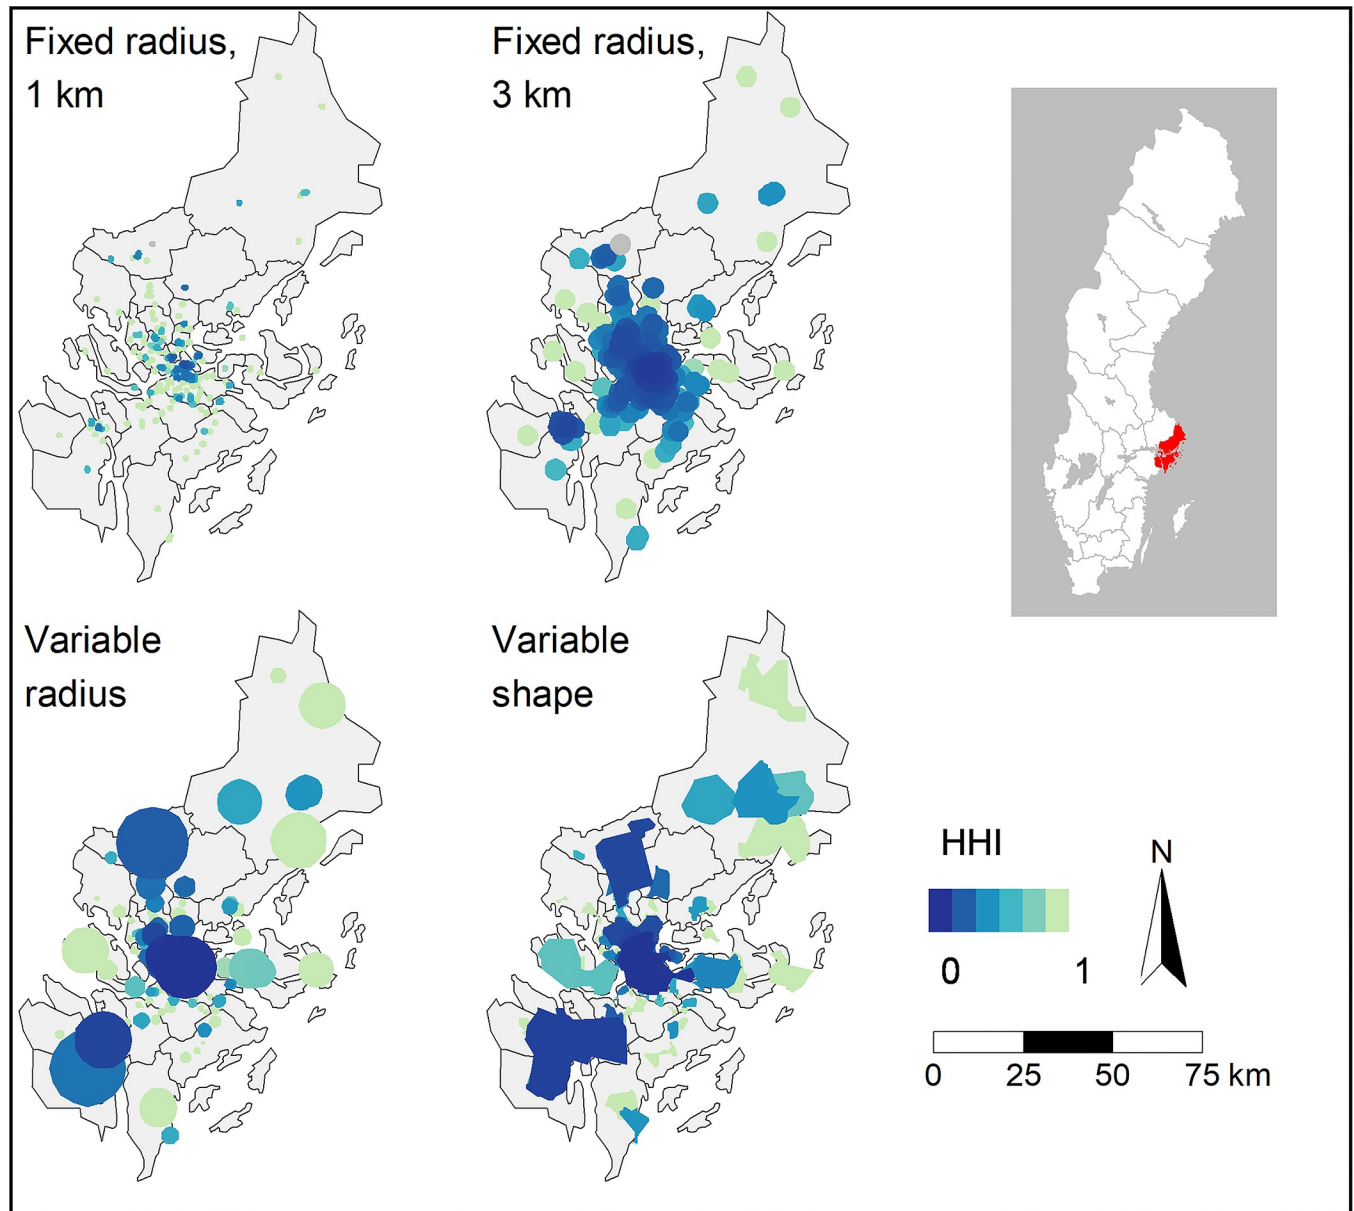 Fixed radius,
1 km
Fixed radius,
3 km
Variable
radius
Variable
shape
HHI
0 1
N
0 25 50 75 km